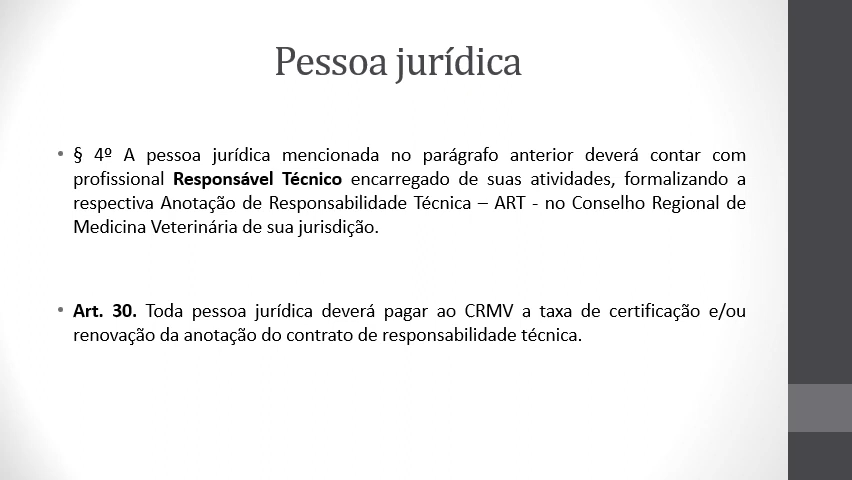 Pessoa jurídica
• § 4º A pessoa jurídica mencionada no parágrafo anterior deverá contar com
profissional Responsável Técnico encarregado de suas atividades, formalizando a
respectiva Anotação de Responsabilidade Técnica – ART - no Conselho Regional de
Medicina Veterinária de sua jurisdição.
• Art. 30. Toda pessoa jurídica deverá pagar ao CRMV a taxa de certificação e/ou
renovação da anotação do contrato de responsabilidade técnica.